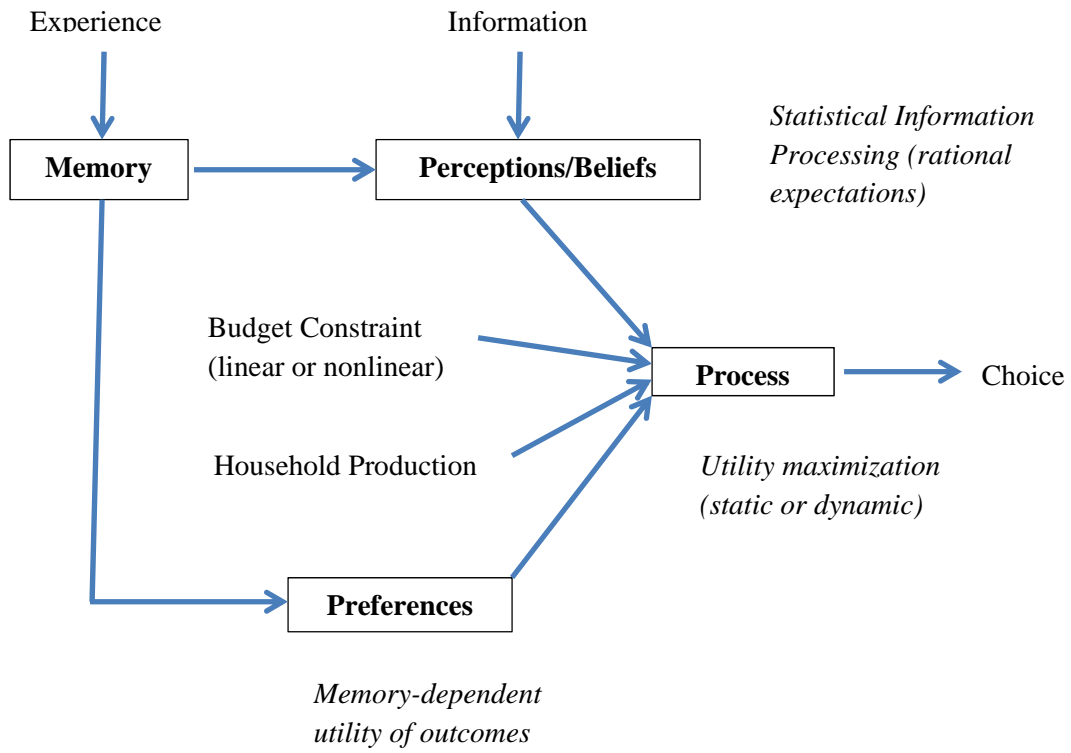 Experience
Information
Statistical Information
Processing (rational
expectations)
Memory
Perceptions/Beliefs
Budget Constraint
(linear or nonlinear)
Process
Choice
Household Production
Utility maximization
(static or dynamic)
Preferences
Memory-dependent
utility of outcomes